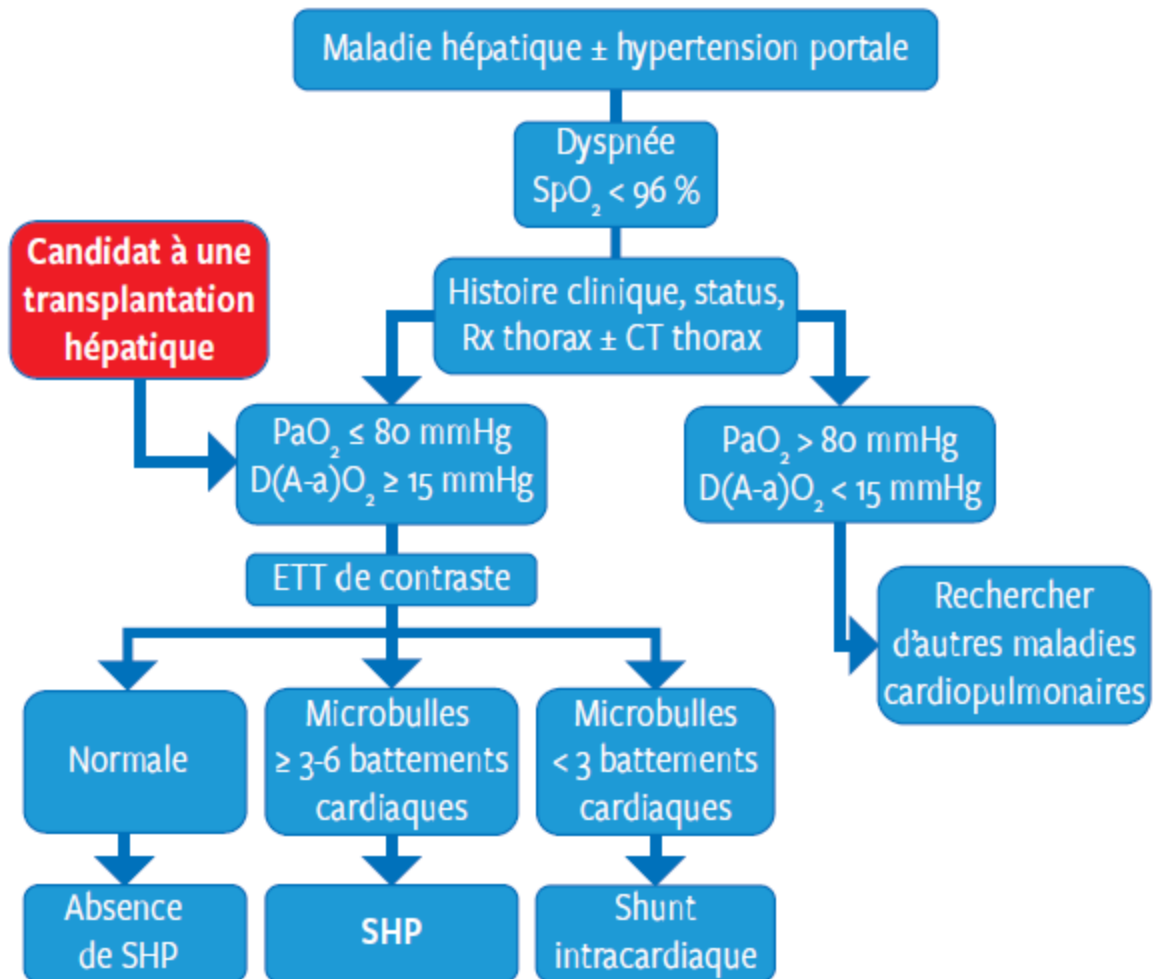 Maladie hépatique ± hypertension portale
Dyspnée
SpO₂ < 96 %
Candidat à une
transplantation
hépatique
Histoire clinique, status,
Rx thorax ± CT thorax
PaO₂ ≤ 80 mmHg
D(A-a)O₂ ≥ 15 mmHg
PaO₂ > 80 mmHg
D(A-a)O₂ < 15 mmHg
ETT de contraste
Rechercher
d'autres maladies
cardiopulmonaires
Normale
Microbulles
≥ 3-6 battements
cardiaques
Microbulles
< 3 battements
cardiaques
Absence
de SHP
SHP
Shunt
intracardiaque